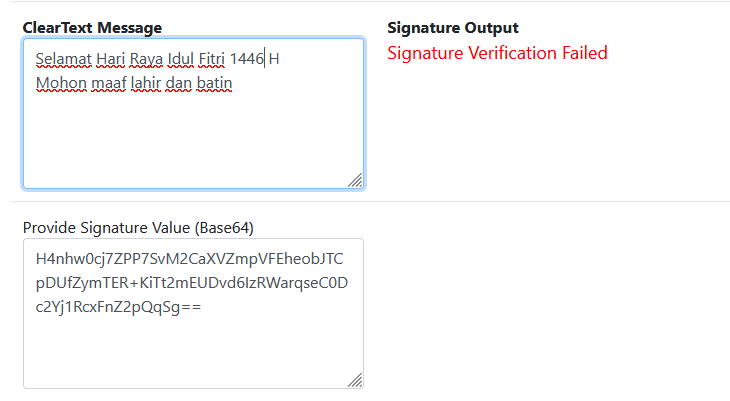 ClearText Message
Signature Output
Selamat Hari Raya Idul Fitri 1446 H
Mohon maaf lahir dan batin
Signature Verification Failed
Provide Signature Value (Base64)
H4nhw0cj7ZPP7SvM2CaXVZmpVFEheobJTC
pDUfZymTER+KiTt2mEUDvd6IzRWarqseC0D
c2Yj1RcxFnZ2pQqSg==